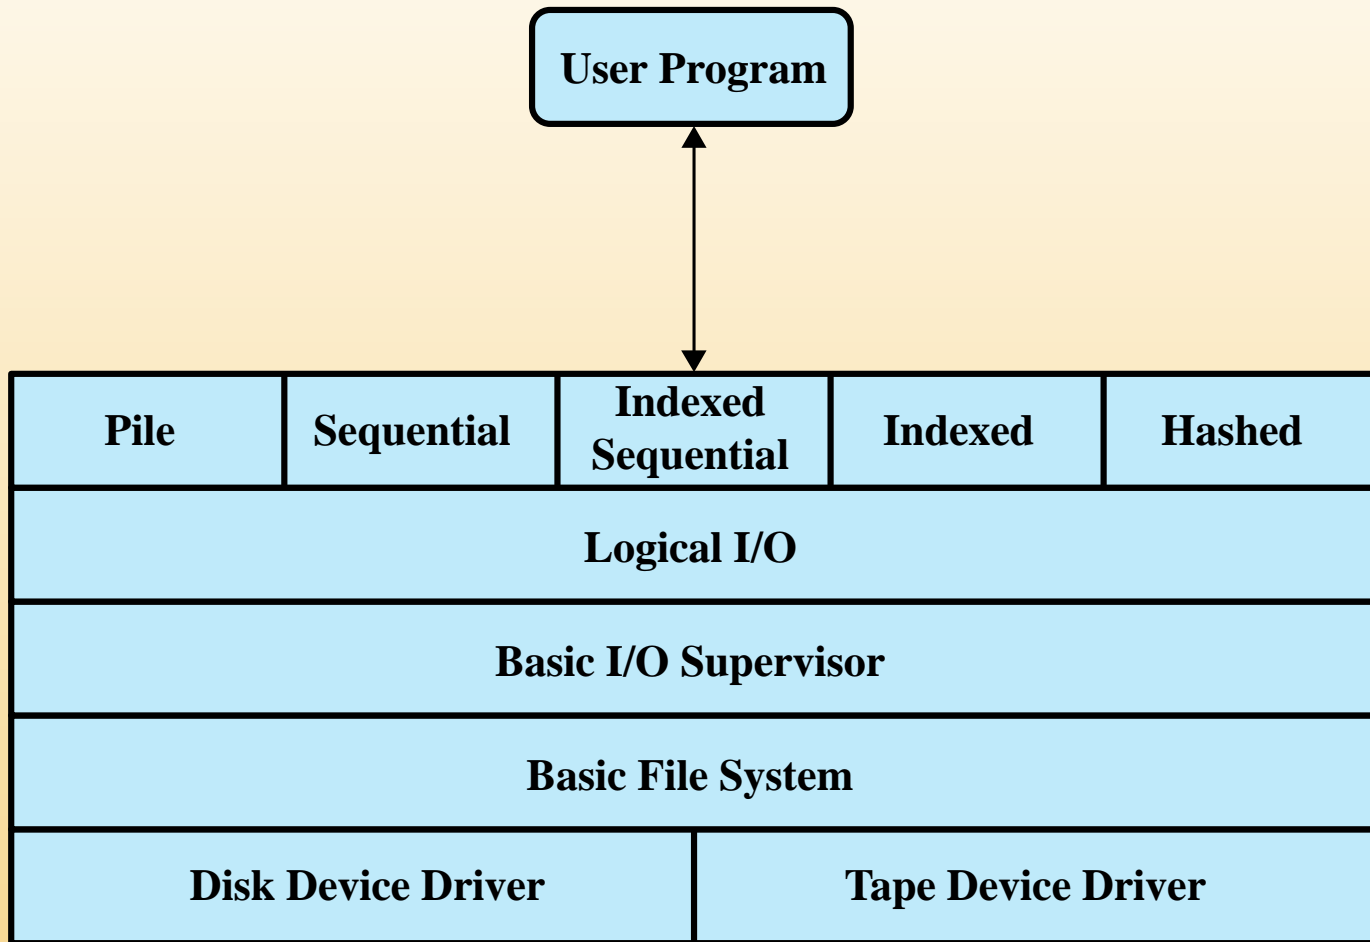 User Program
Pile
Sequential
Indexed
Sequential
Indexed
Hashed
Logical I/O
Basic I/O Supervisor
Basic File System
Disk Device Driver
Tape Device Driver